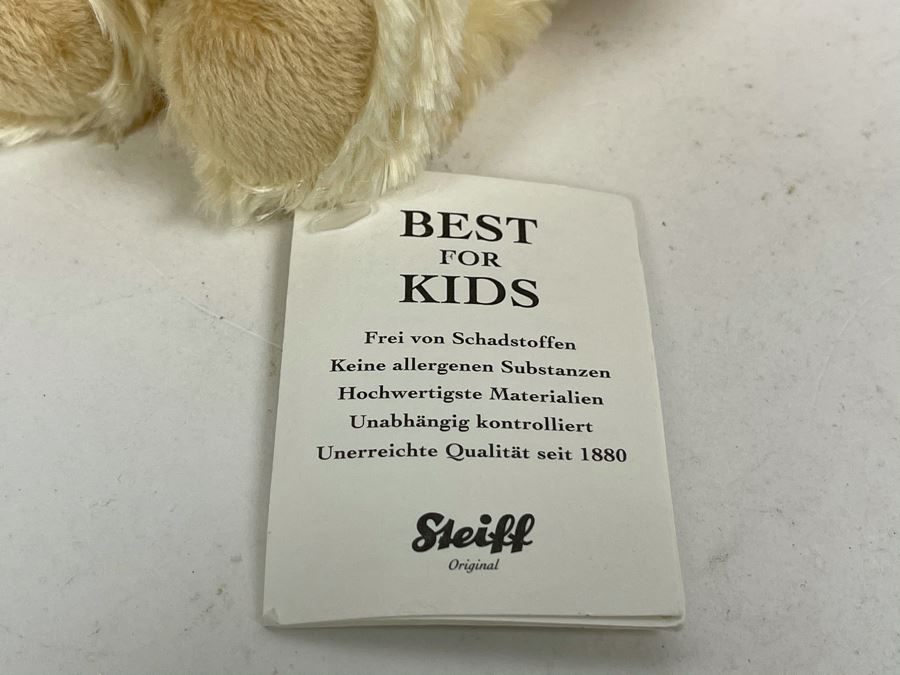 BEST
FOR
KIDS
Frei von Schadstoffen
Keine allergenen Substanzen
Hochwertigste Materialien
Unabhängig kontrolliert
Unerreichte Qualität seit 1880
Steiff
Original